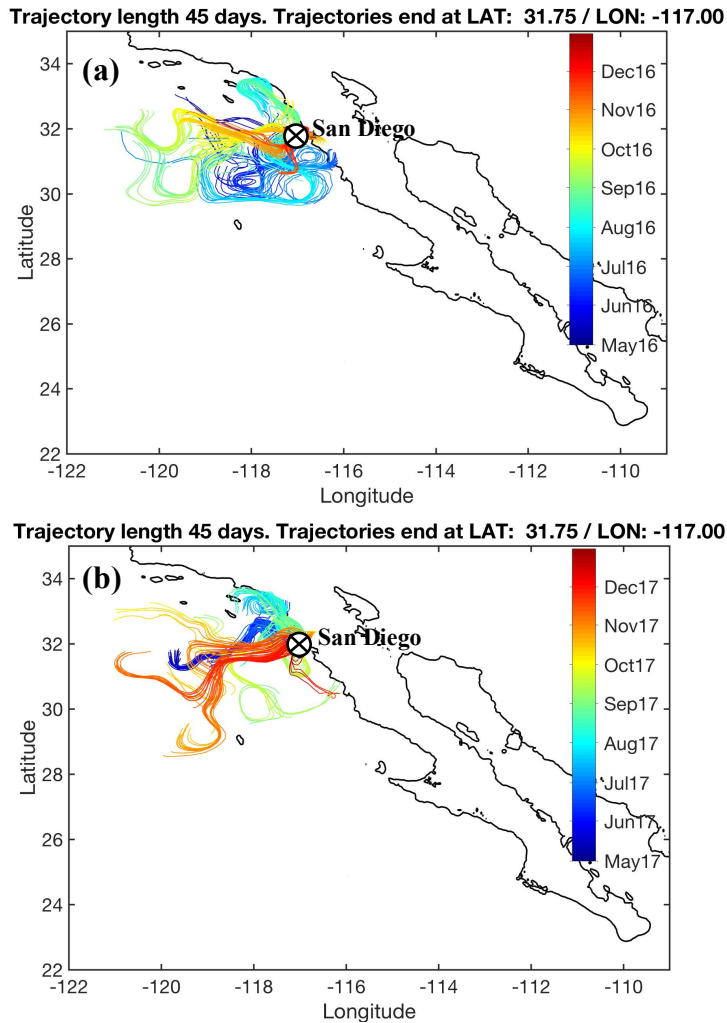 Trajectory length 45 days. Trajectories end at LAT: 31.75 / LON: -117.00
(a)
San Diego
Dec16
Nov16
Oct16
Sep16
Aug16
Jul16
Jun16
May16
Latitude
34
32
30
28
26
24
22
-122
-120
-118
-116
-114
-112
-110
Longitude
Trajectory length 45 days. Trajectories end at LAT: 31.75 / LON: -117.00
(b)
San Diego
Dec17
Nov17
Oct17
Sep17
Aug17
Jul17
Jun17
May17
Latitude
34
32
30
28
26
24
22
-122
-120
-118
-116
-114
-112
-110
Longitude